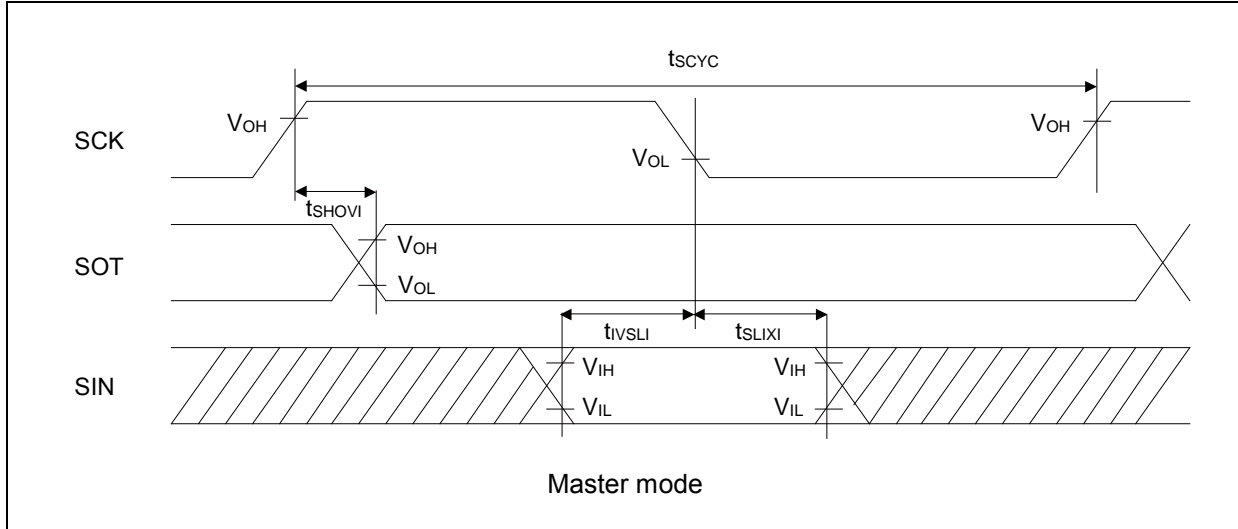 tSCYC
VOH
VOH
SCK
VOL
tSHOVI
VOH
SOT
VOL
tIVSLI
tSLIXI
VIH
VIH
SIN
VIL
VIL
Master mode